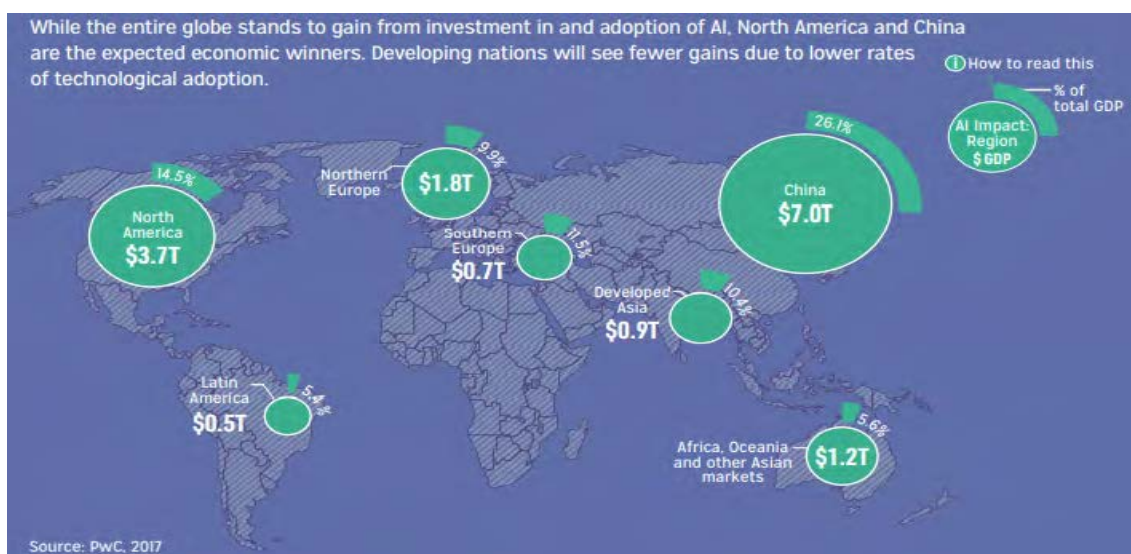 While the entire globe stands to gain from investment in and adoption of AI, North America and China
are the expected economic winners. Developing nations will see fewer gains due to lower rates
of technological adoption.
i How to read this
% of
total GDP
AI Impact:
Region
$ GDP
26.1%
China
$7.0T
14.5%
North
America
$3.7T
9.9%
Northern
Europe
$1.8T
11.5%
Southern
Europe
$0.7T
10.4%
Developed
Asia
$0.9T
5.4%
Latin
America
$0.5T
5.6%
Africa, Oceania
and other Asian
markets
$1.2T
Source: PwC, 2017